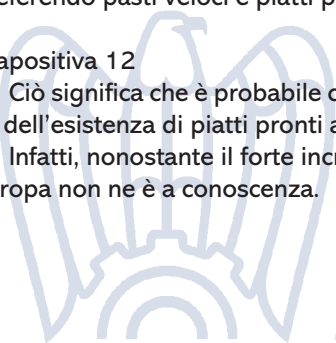 eferendo pasti veloci e piatti p
apositiva 12
Ciò significa che è probabile
dell'esistenza di piatti pronti a
Infatti, nonostante il forte incr
ropa non ne è a conoscenza.